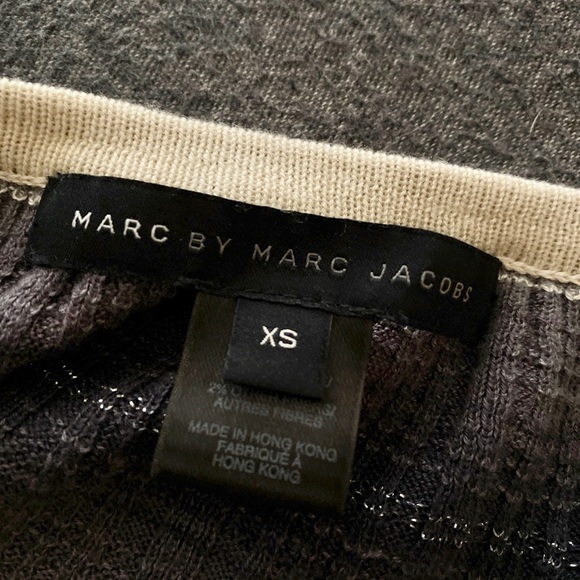 MARC BY MARC JACOBS
XS
AUTRES FIBRES
MADE IN HONG KONG
FABRIQUÉ À
HONG KONG